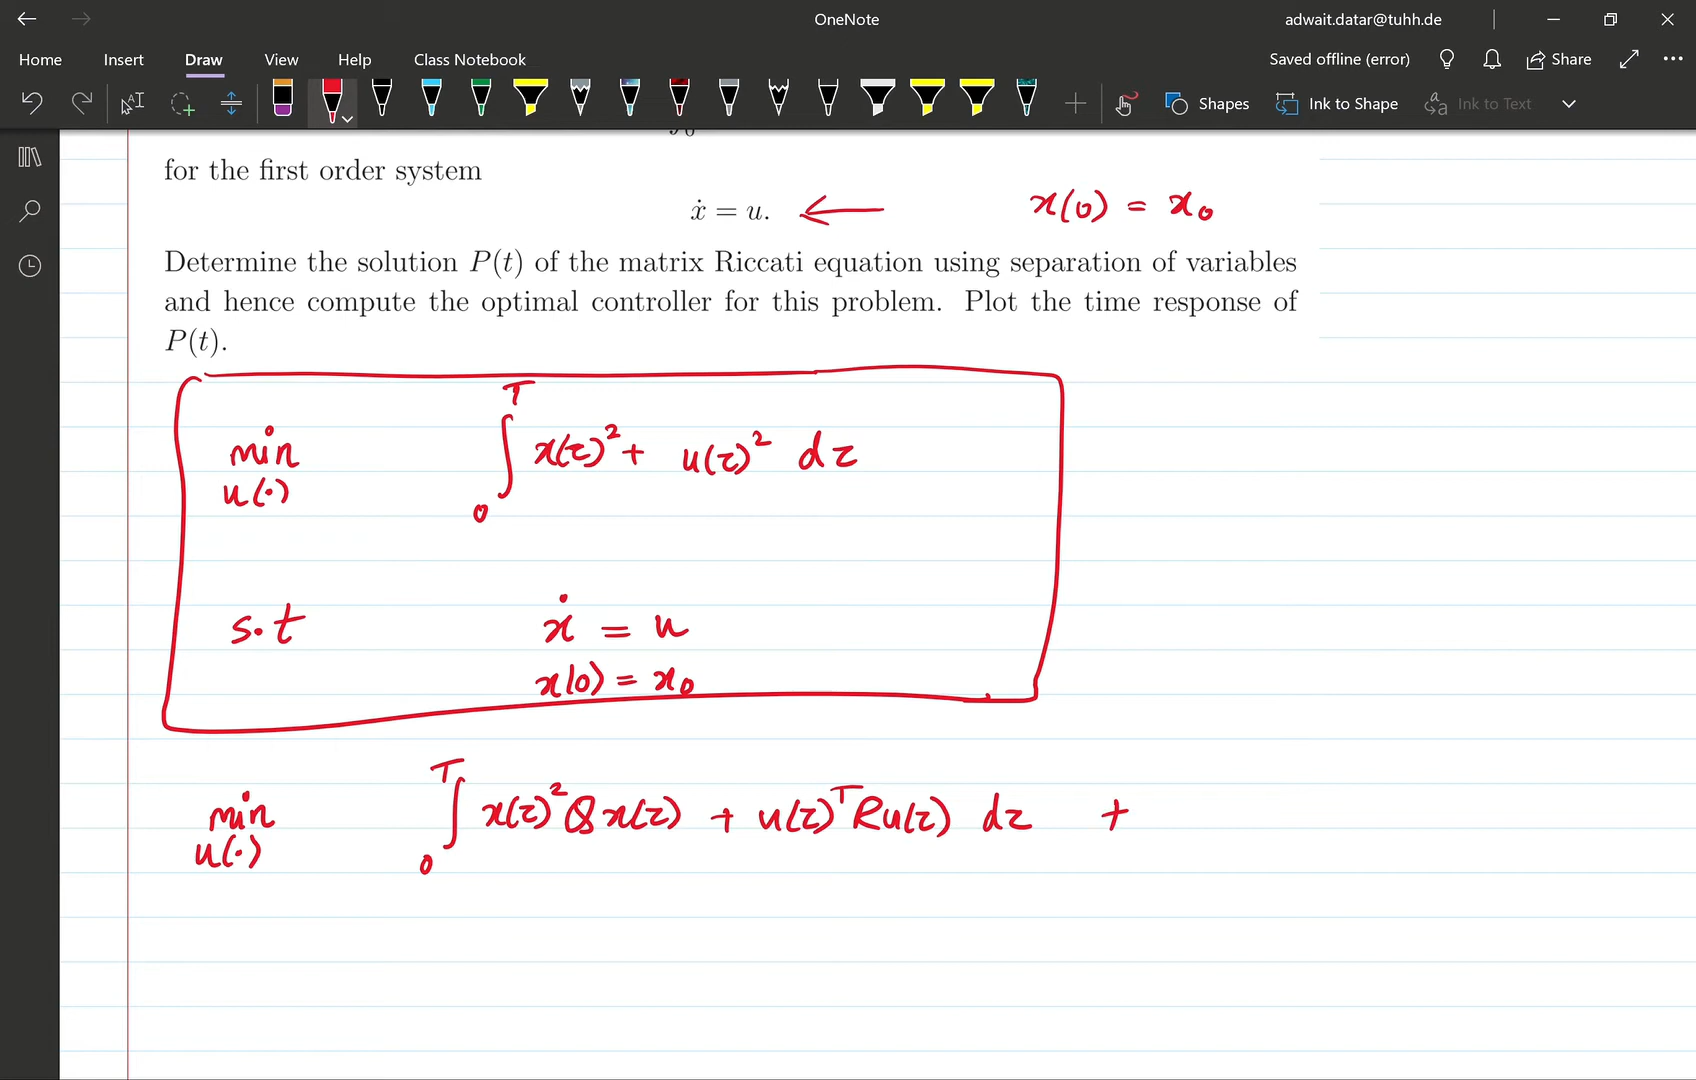 OneNote
adwait.datar@tuhh.de
Home Insert Draw View Help Class Notebook
Saved offline (error) Share
Shapes Ink to Shape Ink to Text
for the first order system
ẋ = u. ← x(0) = x₀
Determine the solution P(t) of the matrix Riccati equation using separation of variables
and hence compute the optimal controller for this problem. Plot the time response of
P(t).
min u(·) ∫₀ᵀ x(τ)² + u(τ)² dτ
s.t ẋ = u
x(0) = x₀
min u(·) ∫₀ᵀ x(τ)² Q x(τ) + u(τ)ᵀ R u(τ) dτ +